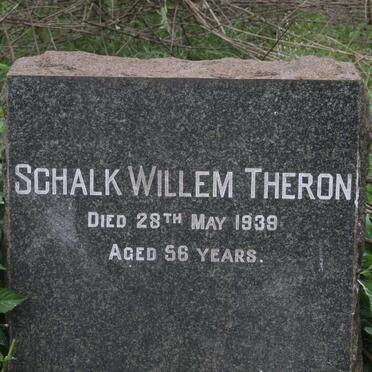 SCHALK WILLEM THERON
DIED 28TH MAY 1939
AGED 56 YEARS.